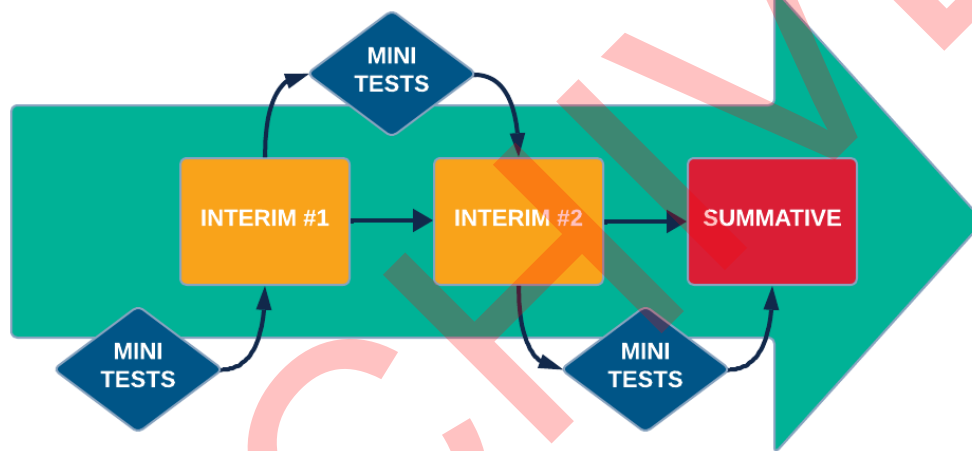 MINI
TESTS
INTERIM #1
INTERIM #2
SUMMATIVE
MINI
TESTS
MINI
TESTS